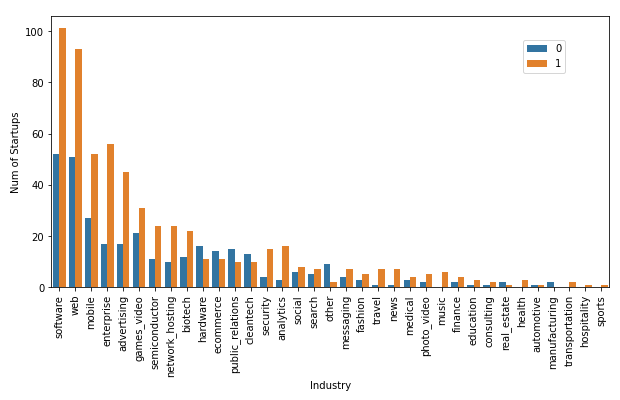 100
80
60
40
20
0
Num of Startups
0
1
software
web
mobile
enterprise
advertising
games_video
semiconductor
network_hosting
biotech
hardware
ecommerce
public_relations
cleantech
security
analytics
social
search
other
messaging
fashion
travel
news
medical
photo_video
music
finance
education
consulting
real_estate
health
automotive
manufacturing
transportation
hospitality
sports
Industry